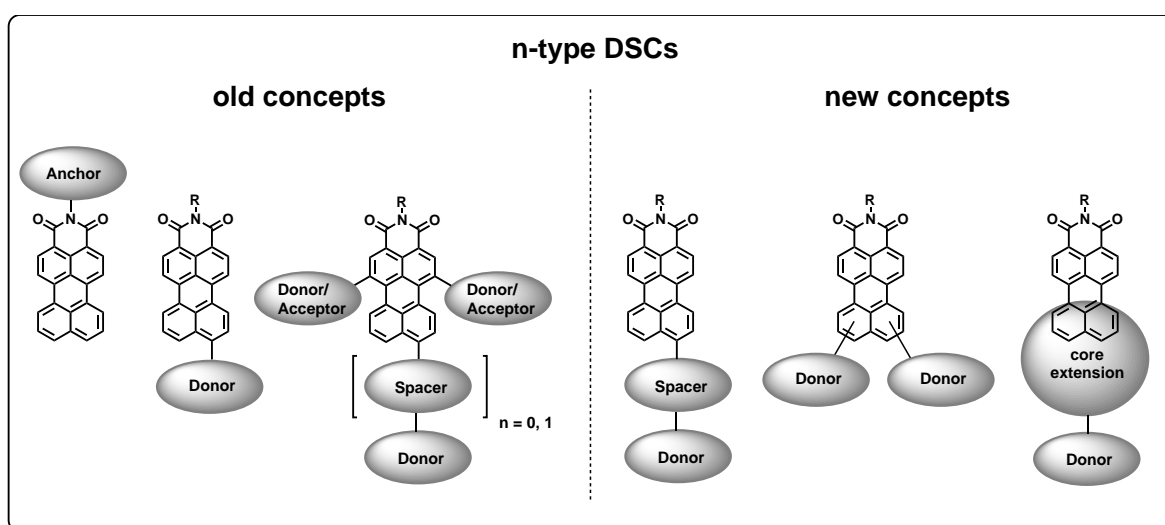 n-type DSCs
old concepts
new concepts
Anchor
O N O
R
O N O
R
O N O
Donor/
Acceptor
Donor/
Acceptor
Donor
Spacer
n = 0, 1
Donor
R
O N O
Spacer
Donor
R
O N O
Donor
Donor
R
O N O
core
extension
Donor